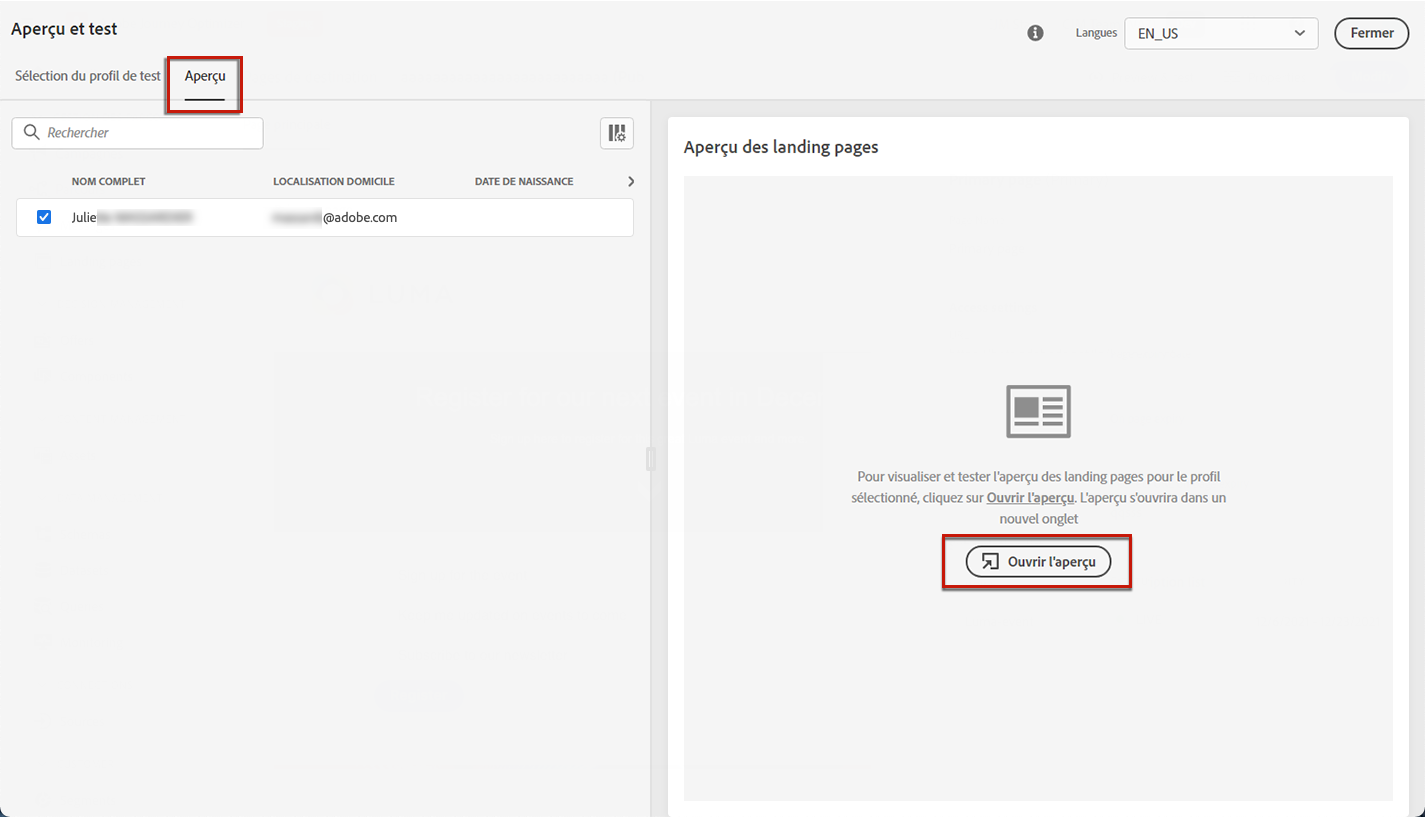 Aperçu et test
Langues
EN_US
Fermer
Sélection du profil de test
Aperçu
Rechercher
NOM COMPLET
LOCALISATION DOMICILE
DATE DE NAISSANCE
Julie
@adobe.com
Aperçu des landing pages
Pour visualiser et tester l'aperçu des landing pages pour le profil
sélectionné, cliquez sur Ouvrir l'aperçu. L'aperçu s'ouvrira dans un
nouvel onglet
Ouvrir l'aperçu